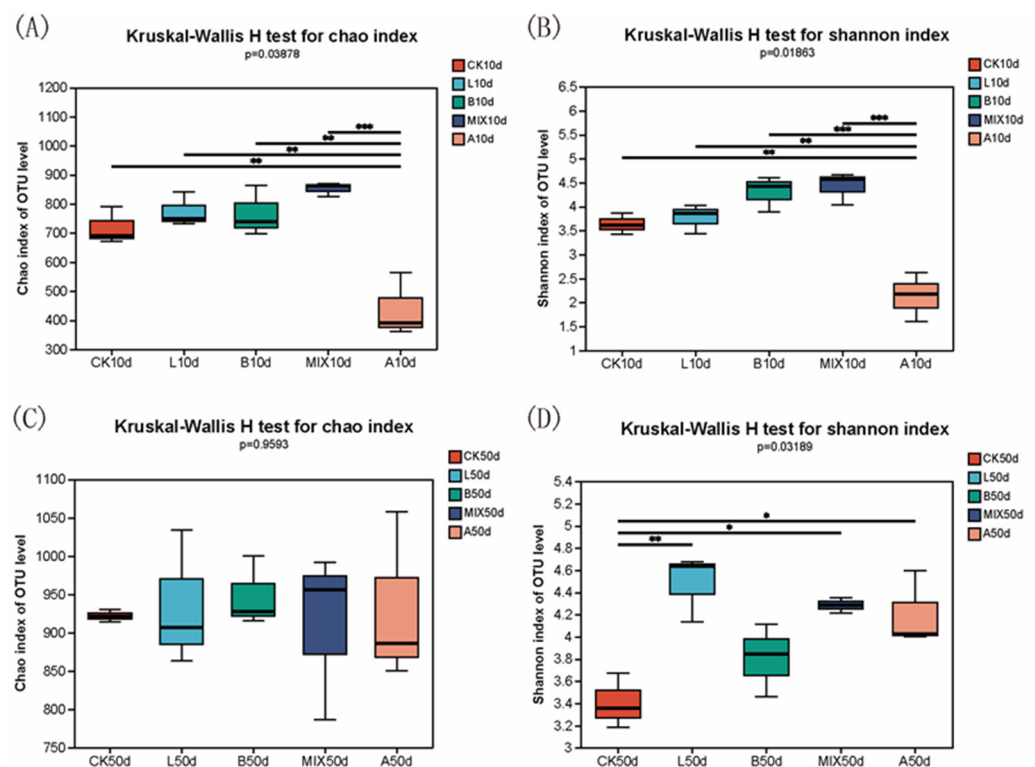 (A)
Kruskal-Wallis H test for chao index
p=0.03878
CK10d
L10d
B10d
MIX10d
A10d
Chao index of OTU level
1200
1100
1000
900
800
700
600
500
400
300
***
**
**
**
CK10d L10d B10d MIX10d A10d
(B)
Kruskal-Wallis H test for shannon index
p=0.01863
CK10d
L10d
B10d
MIX10d
A10d
Shannon index of OTU level
6.5
6
5.5
5
4.5
4
3.5
3
2.5
2
1.5
1
***
***
**
**
CK10d L10d B10d MIX10d A10d
(C)
Kruskal-Wallis H test for chao index
p=0.9593
CK50d
L50d
B50d
MIX50d
A50d
Chao index of OTU level
1100
1050
1000
950
900
850
800
750
CK50d L50d B50d MIX50d A50d
(D)
Kruskal-Wallis H test for shannon index
p=0.03189
CK50d
L50d
B50d
MIX50d
A50d
Shannon index of OTU level
5.4
5.2
5
4.8
4.6
4.4
4.2
4
3.8
3.6
3.4
3.2
3
*
*
**
CK50d L50d B50d MIX50d A50d